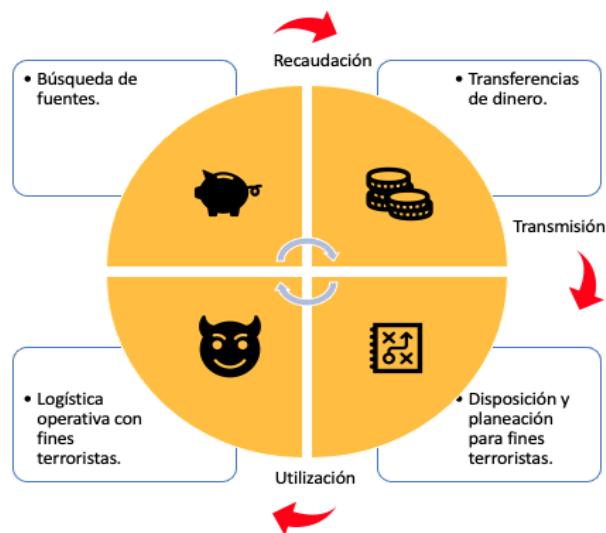 Recaudación
• Búsqueda de
fuentes.
• Transferencias
de dinero.
Transmisión
• Logística
operativa con
fines
terroristas.
• Disposición y
planeación
para fines
terroristas.
Utilización